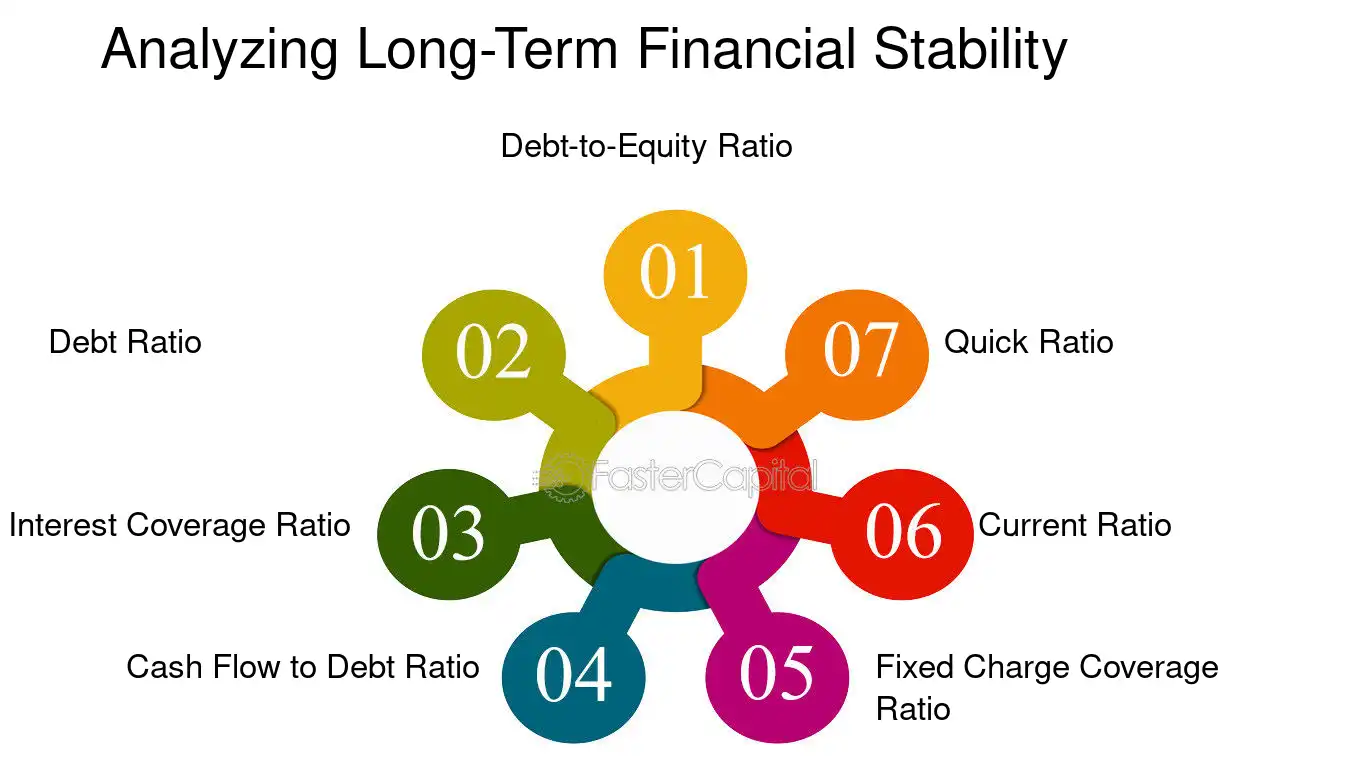 Analyzing Long-Term Financial Stability
Debt-to-Equity Ratio
01
02
Debt Ratio
07
Quick Ratio
FasterCapital
03
Interest Coverage Ratio
06
Current Ratio
04
Cash Flow to Debt Ratio
05
Fixed Charge Coverage
Ratio